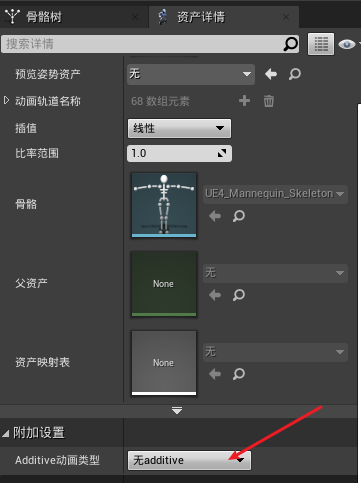 骨骼树
资产详情
搜索详情
预览姿势资产
无
动画轨道名称
68 数组元素
插值
线性
比率范围
1.0
骨骼
UE4_Mannequin_Skeleton
父资产
None
无
资产映射表
None
无
附加设置
Additive动画类型
无additive